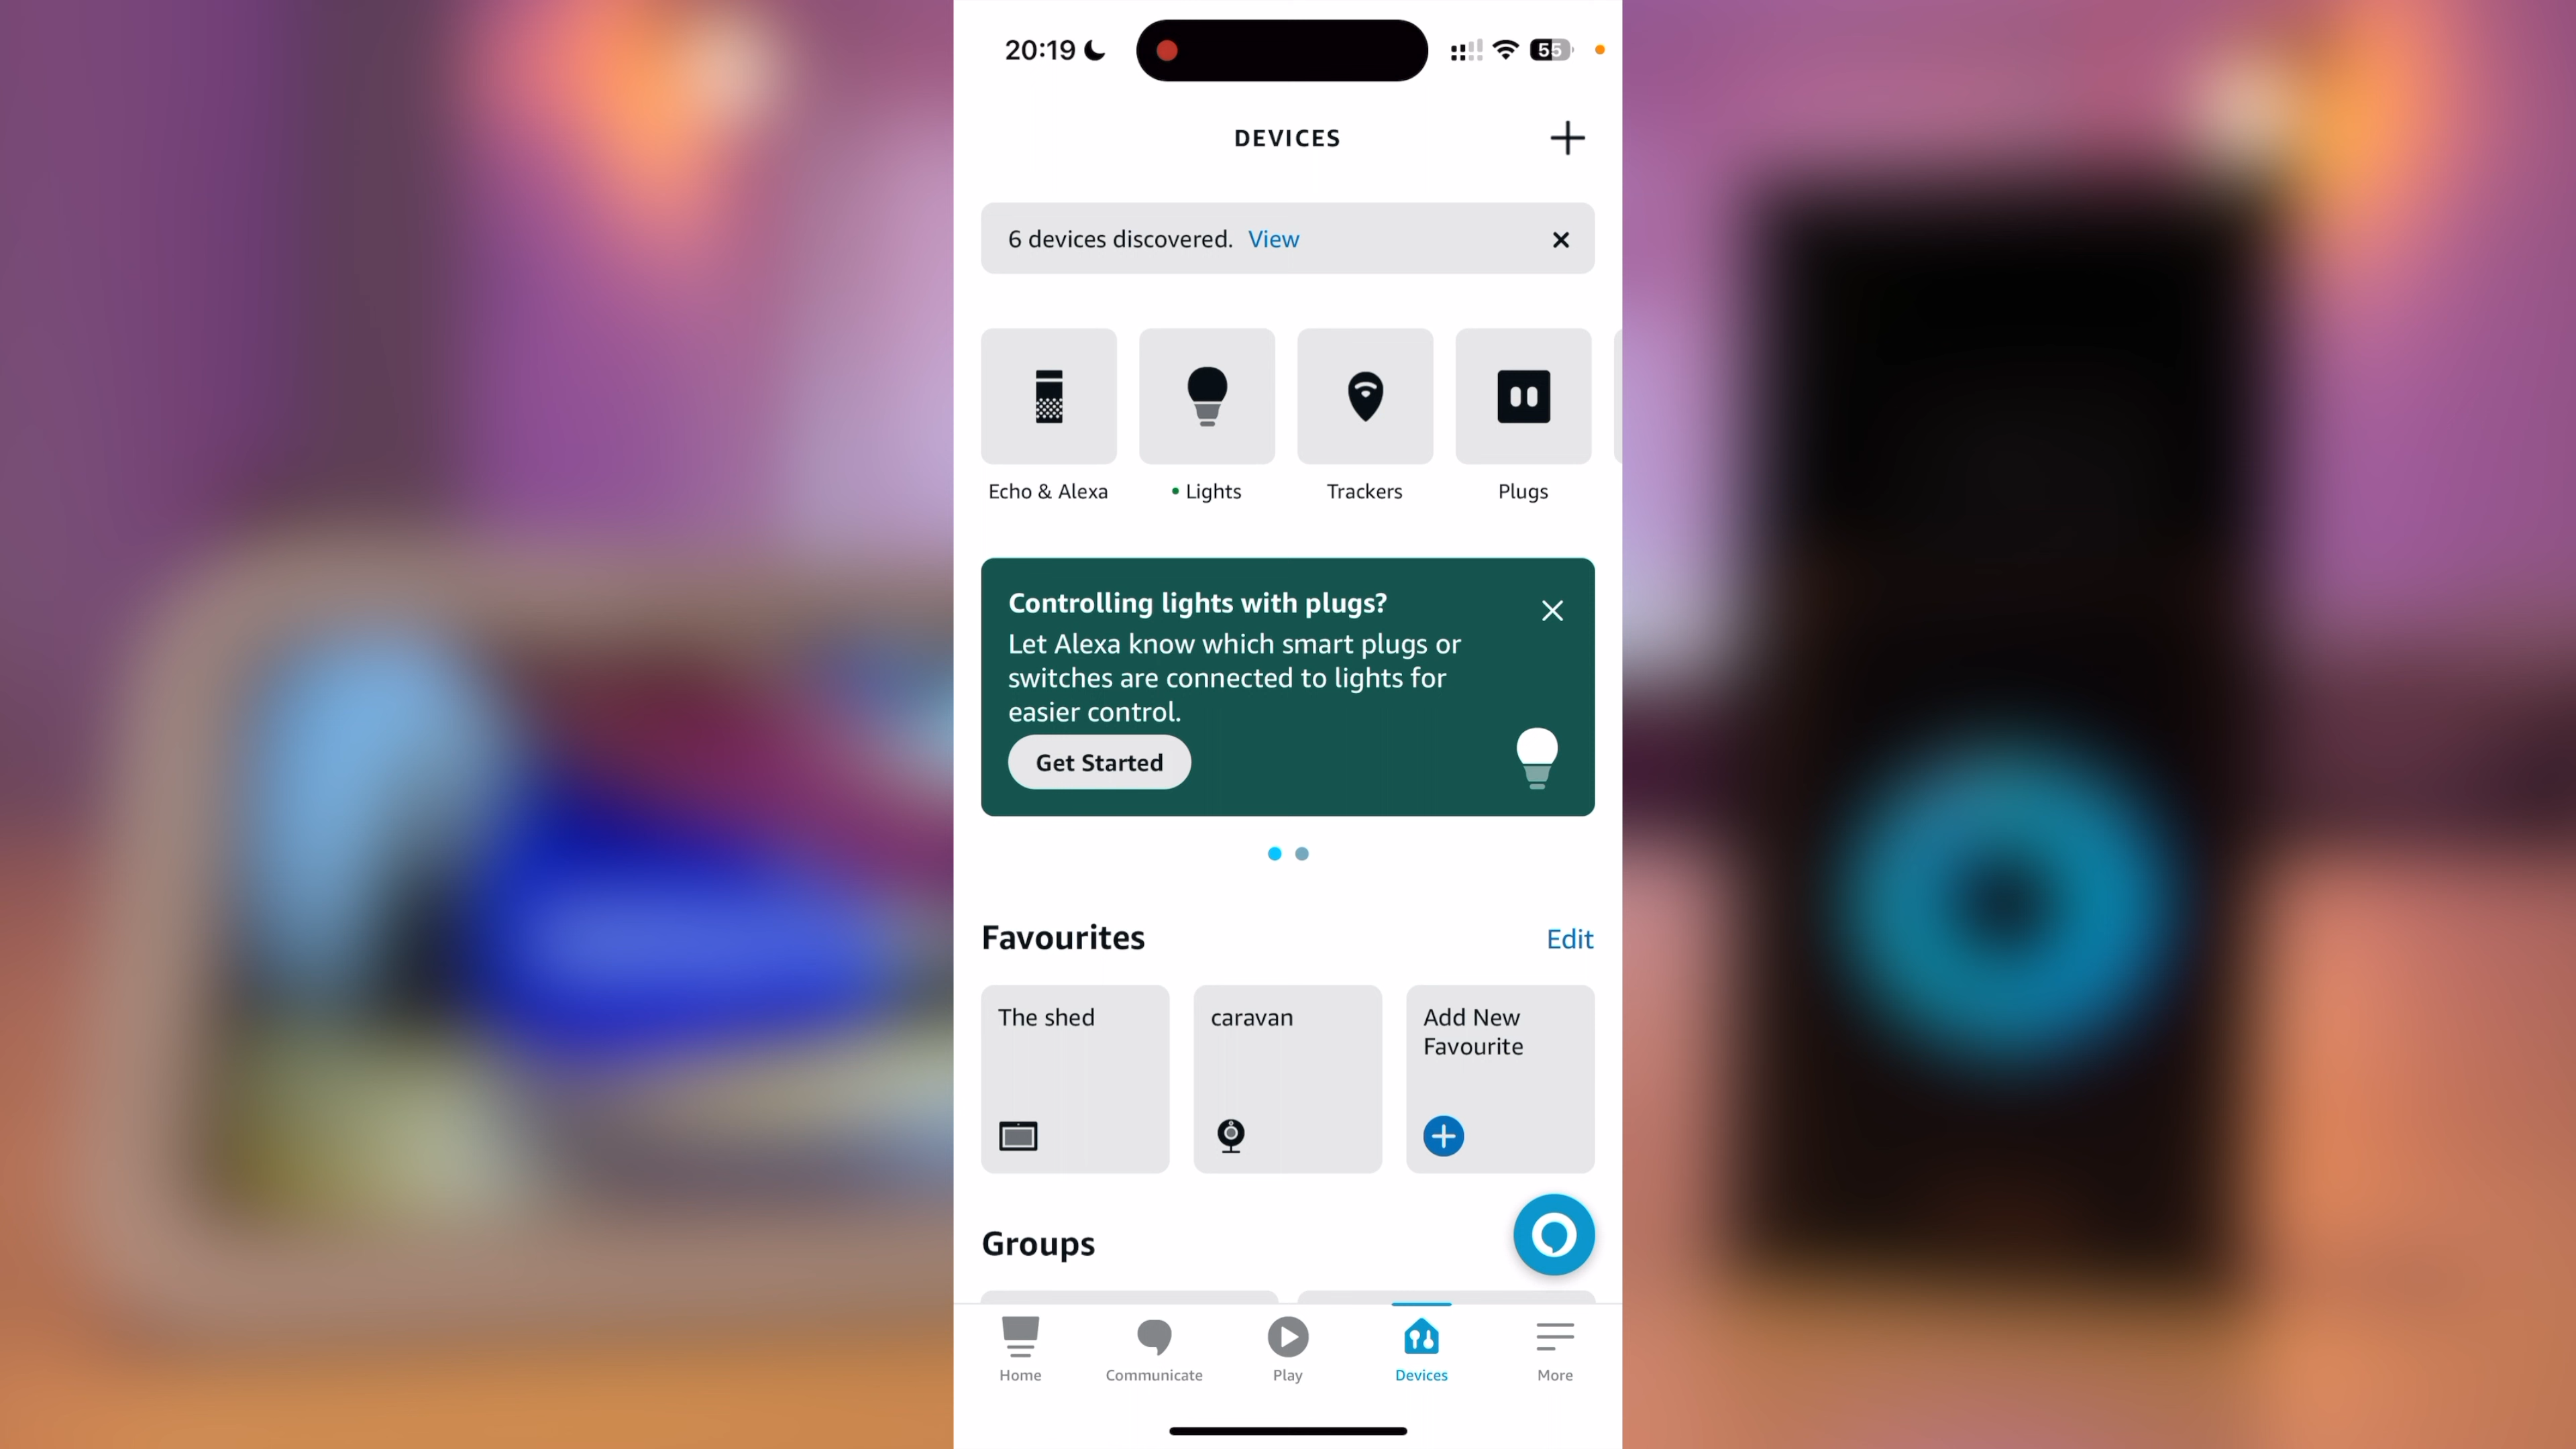 20:19
55
DEVICES
6 devices discovered. View
Echo & Alexa
Lights
Trackers
Plugs
Controlling lights with plugs?
Let Alexa know which smart plugs or
switches are connected to lights for
easier control.
Get Started
Favourites
Edit
The shed
caravan
Add New
Favourite
Groups
Home
Communicate
Play
Devices
More